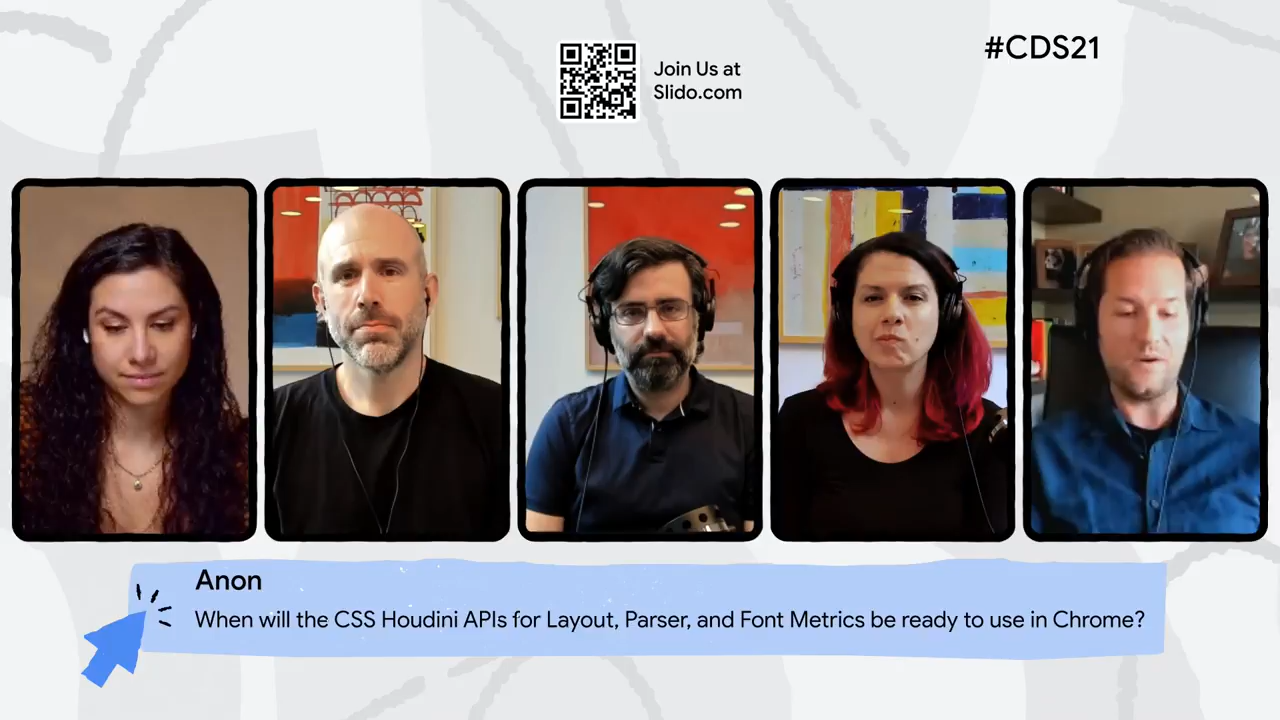 #CDS21
Join Us at
Slido.com
Anon
When will the CSS Houdini APIs for Layout, Parser, and Font Metrics be ready to use in Chrome?